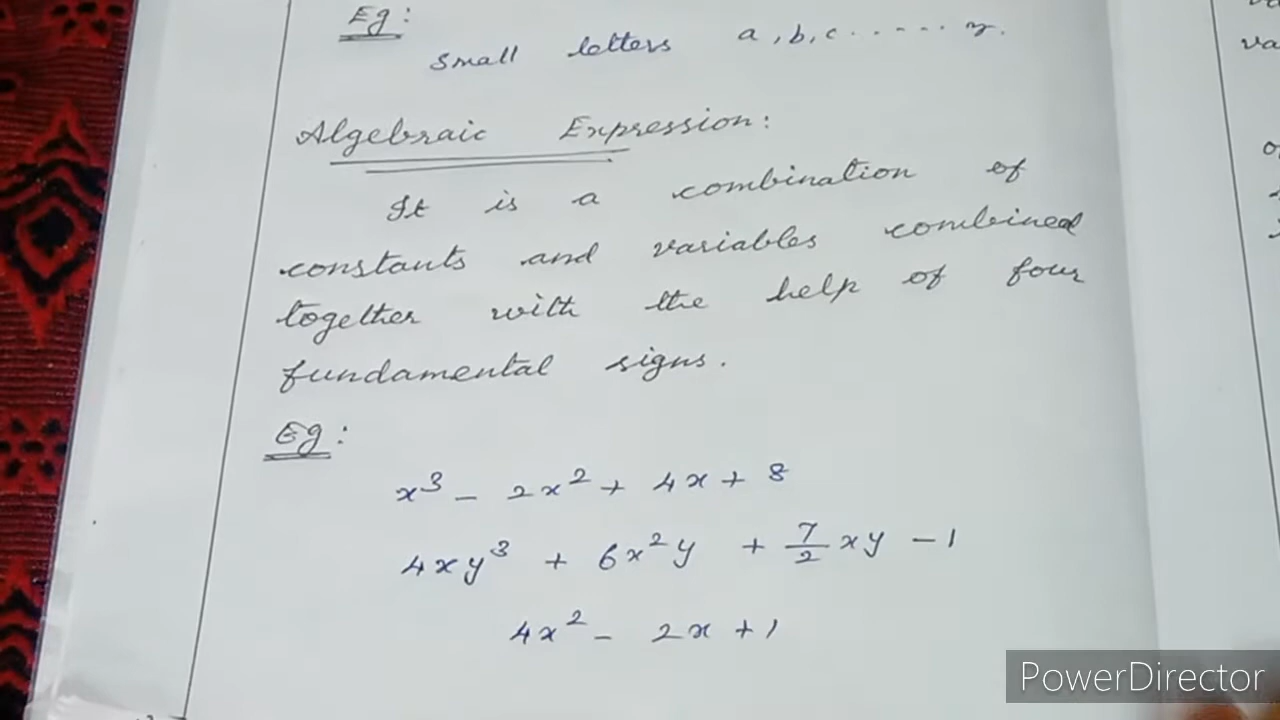 Eg:
Small letters a, b, c ..... z.
Algebraic Expression:
It is a combination of
constants and variables combined
together with the help of four
fundamental signs.
Eg:
x³ - 2x² + 4x + 8
4xy³ + 6x²y + 7/2 xy - 1
4x² - 2x + 1
PowerDirector